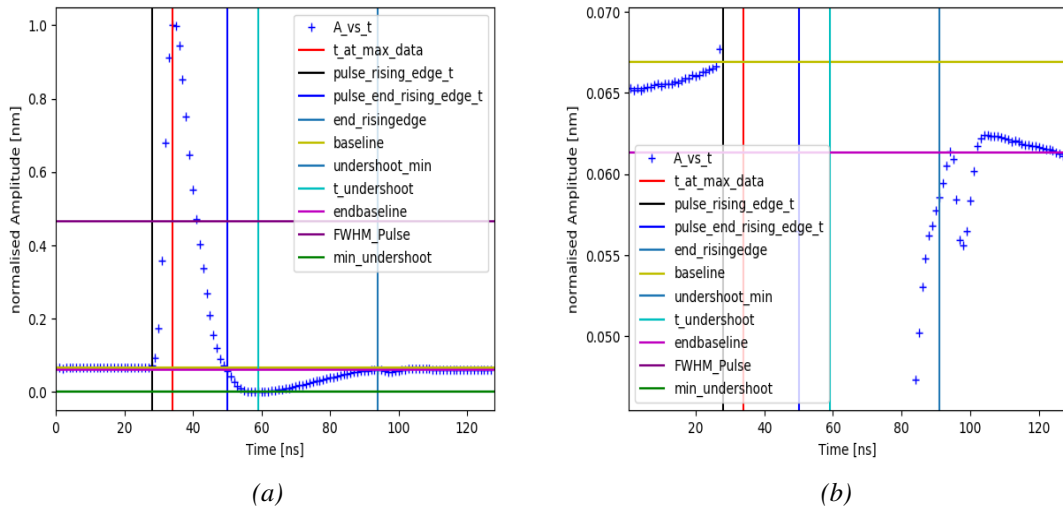 1.0
0.8
0.6
0.4
0.2
0.0
normalised Amplitude [nm]
A_vs_t
t_at_max_data
pulse_rising_edge_t
pulse_end_rising_edge_t
end_risingedge
baseline
undershoot_min
t_undershoot
endbaseline
FWHM_Pulse
min_undershoot
0 20 40 60 80 100 120
Time [ns]
(a)
0.070
0.065
0.060
0.055
0.050
normalised Amplitude [nm]
A_vs_t
t_at_max_data
pulse_rising_edge_t
pulse_end_rising_edge_t
end_risingedge
baseline
undershoot_min
t_undershoot
endbaseline
FWHM_Pulse
min_undershoot
20 40 60 80 100 120
Time [ns]
(b)